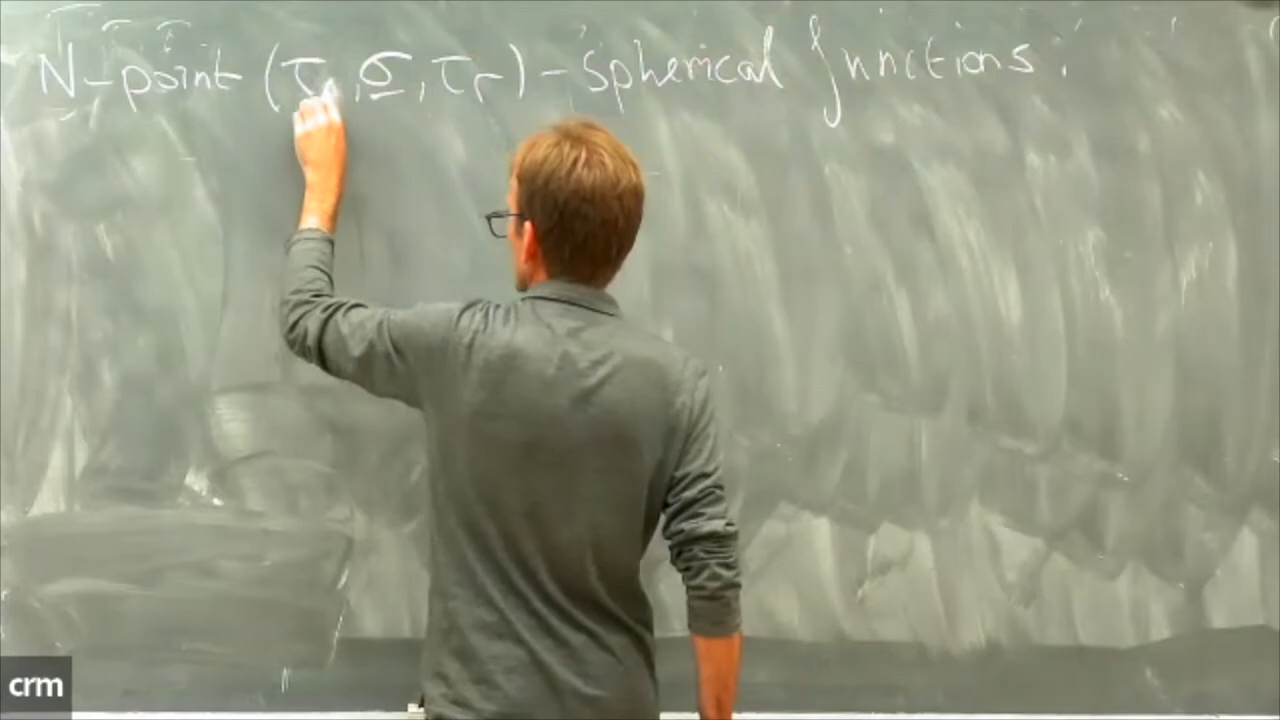 N-point (τ, σ, τᵣ)-spherical functions:
crm